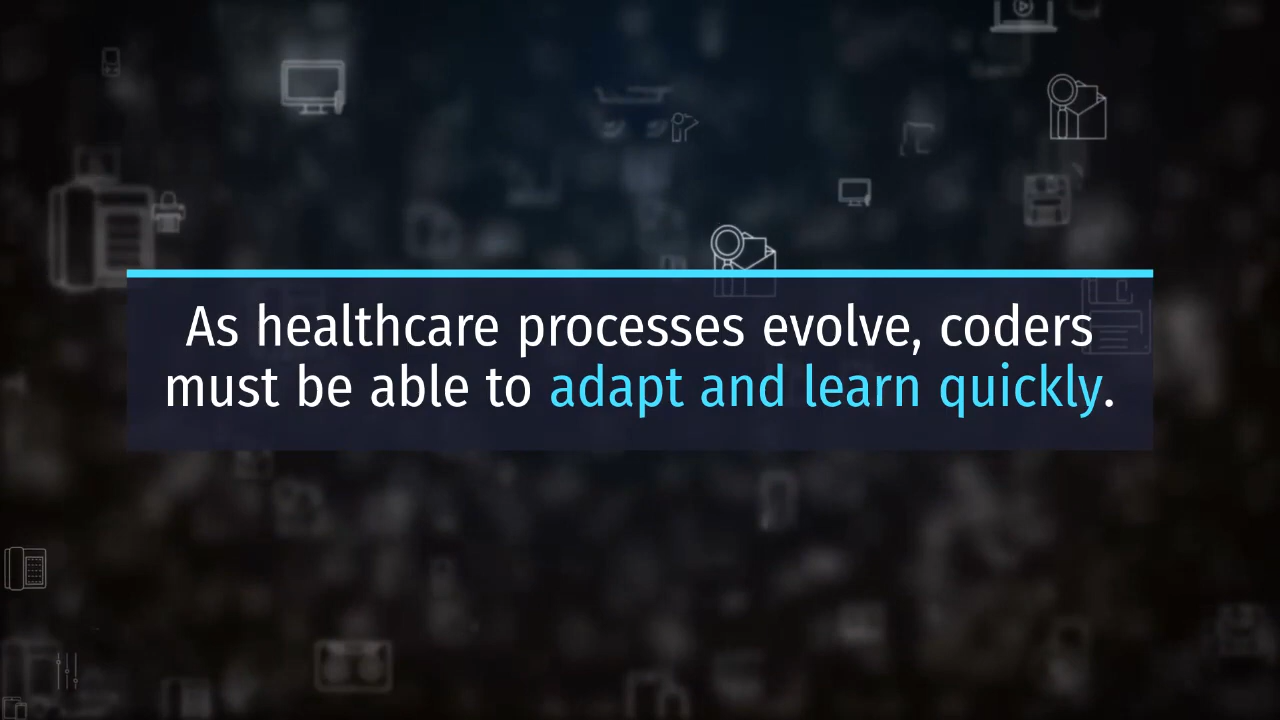 As healthcare processes evolve, coders
must be able to adapt and learn quickly.